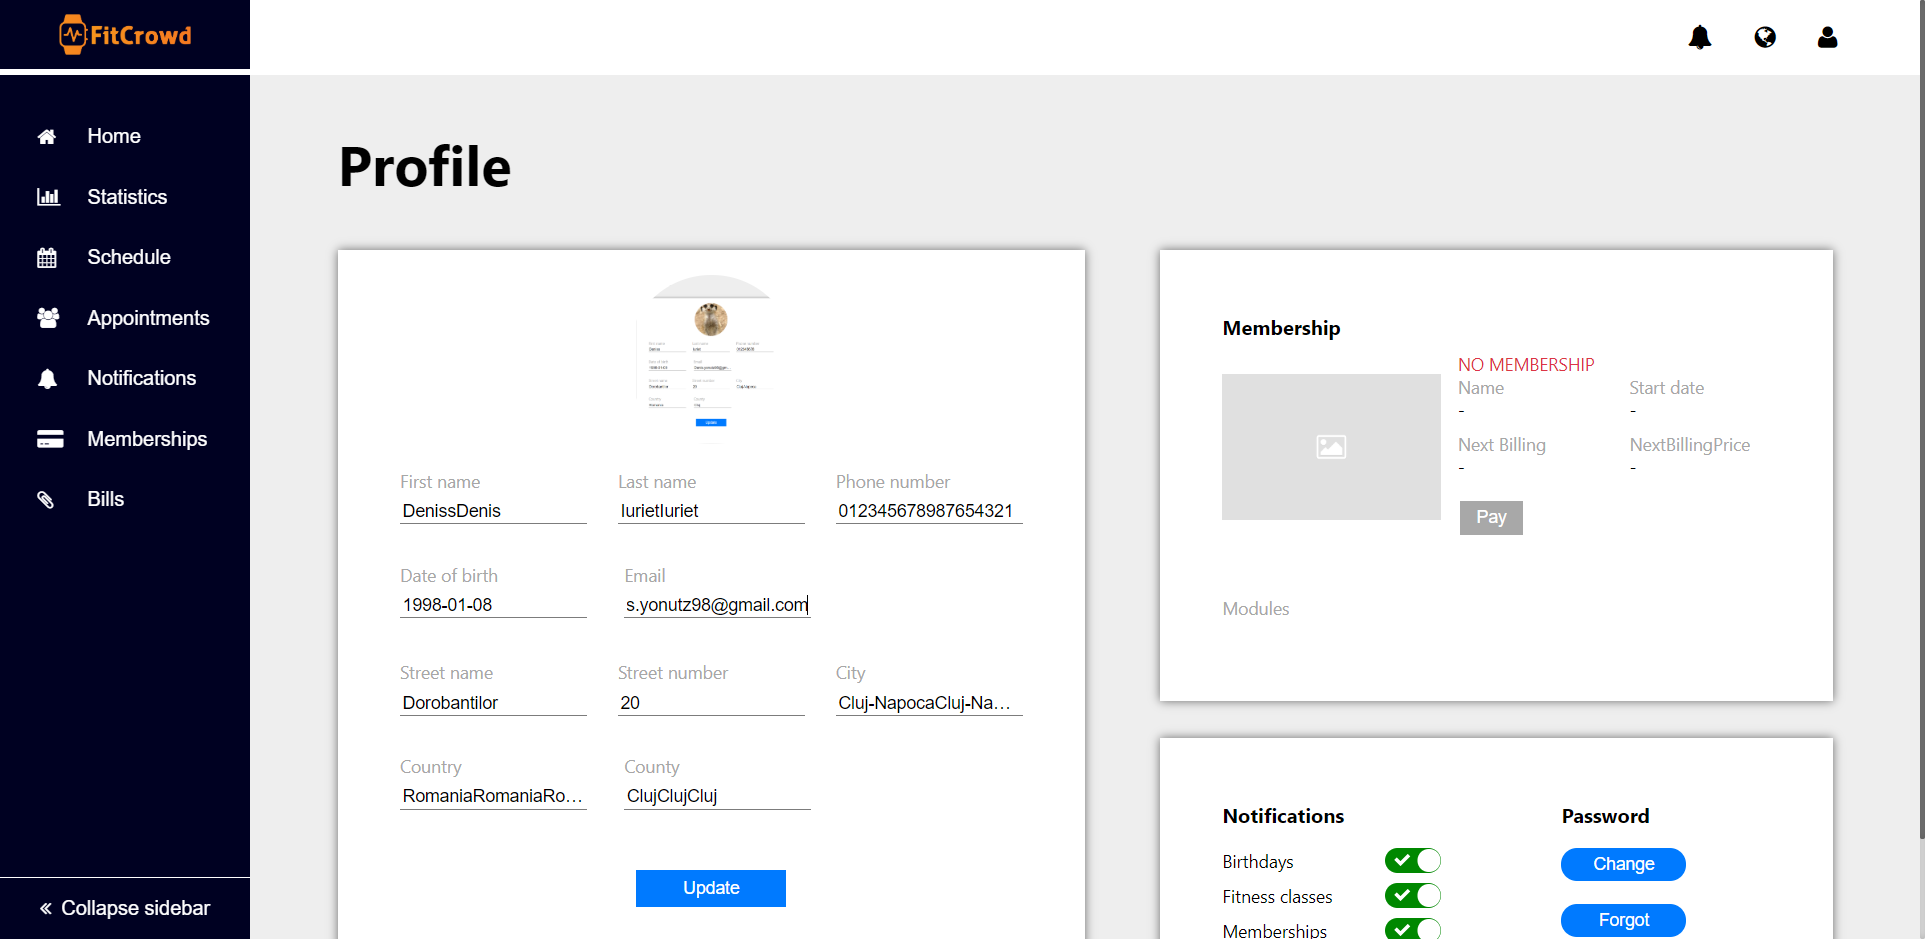 FitCrowd
Home
Statistics
Schedule
Appointments
Notifications
Memberships
Bills
Collapse sidebar
Profile
First name
DenissDenis
Last name
IurietIuriet
Phone number
012345678987654321
Date of birth
1998-01-08
Email
s.yonutz98@gmail.com
Street name
Dorobantilor
Street number
20
City
Cluj-NapocaCluj-Na…
Country
RomaniaRomaniaRo…
County
ClujClujCluj
Update
Membership
NO MEMBERSHIP
Name
-
Start date
-
Next Billing
-
NextBillingPrice
-
Pay
Modules
Notifications
Birthdays
Fitness classes
Memberships
Password
Change
Forgot